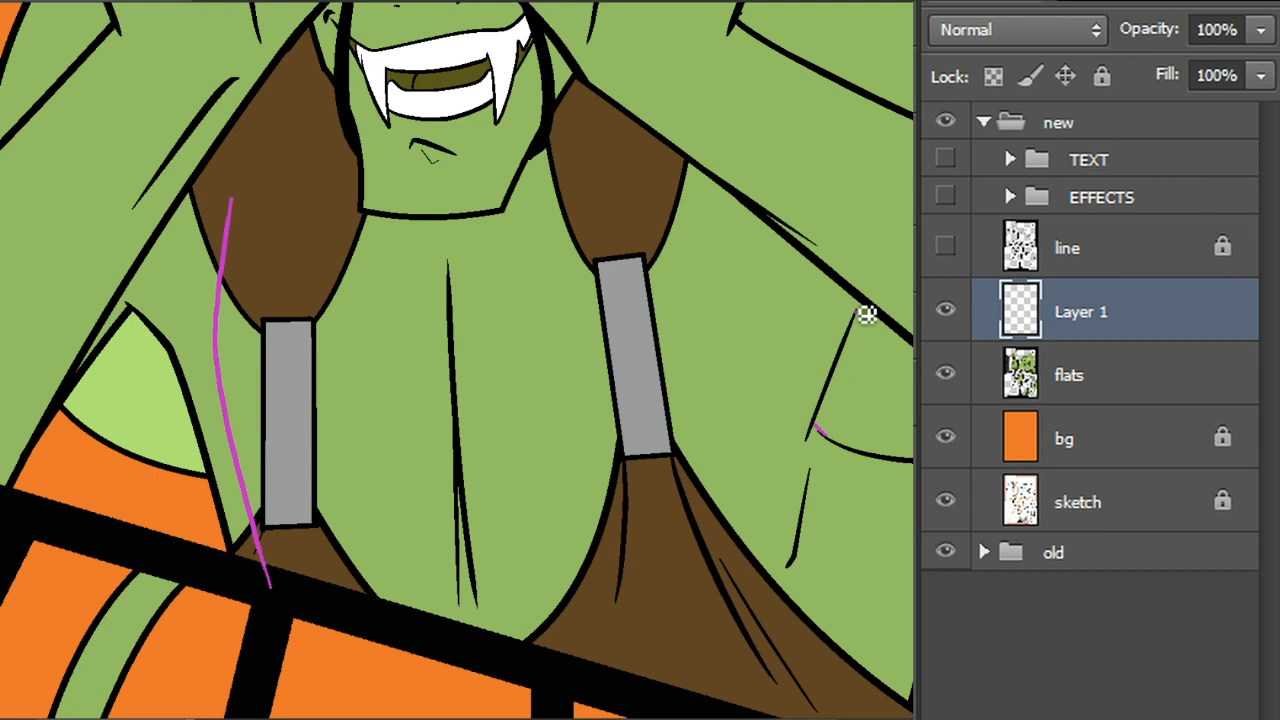 Normal Opacity: 100%
Lock: Fill: 100%
new
TEXT
EFFECTS
line
Layer 1
flats
bg
sketch
old